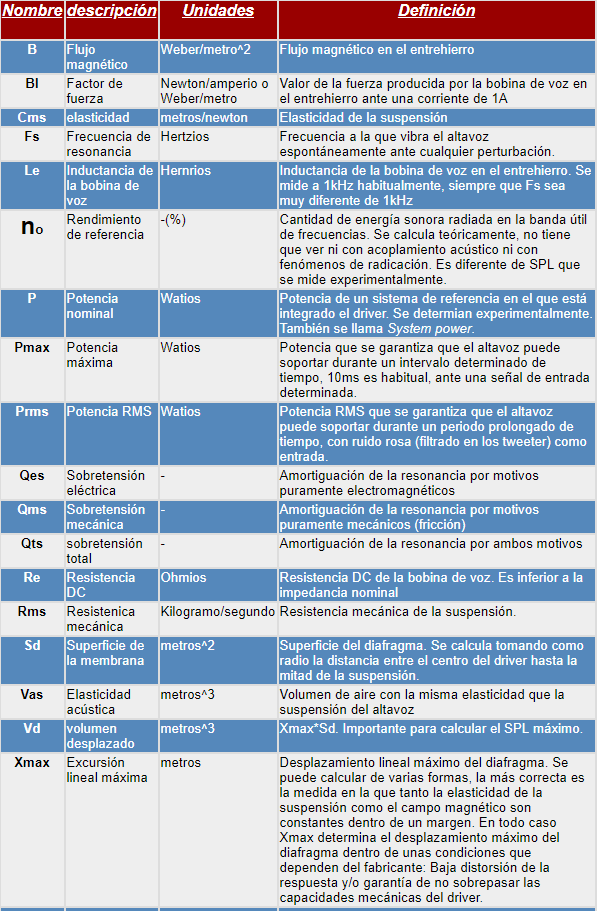 Nombre descripción Unidades Definición
B Flujo Weber/metro^2 Flujo magnético en el entrehierro
magnético
Bl Factor de Newton/amperio o Valor de la fuerza producida por la bobina de voz en
fuerza Weber/metro el entrehierro ante una corriente de 1A
Cms elasticidad metros/newton Elasticidad de la suspensión
Fs Frecuencia de Hertzios Frecuencia a la que vibra el altavoz
resonancia espontáneamente ante cualquier perturbación.
Le Inductancia de Hernrios Inductancia de la bobina de voz en el entrehierro. Se
la bobina de mide a 1kHz habitualmente, siempre que Fs sea
voz muy diferente de 1kHz
no Rendimiento -(%) Cantidad de energía sonora radiada en la banda útil
de referencia de frecuencias. Se calcula teóricamente, no tiene
que ver ni con acoplamiento acústico ni con
fenómenos de radicación. Es diferente de SPL que
se mide experimentalmente.
P Potencia Watios Potencia de un sistema de referencia en el que está
nominal integrado el driver. Se determian experimentalmente.
También se llama System power.
Pmax Potencia Watios Potencia que se garantiza que el altavoz puede
máxima soportar durante un intervalo determinado de
tiempo, 10ms es habitual, ante una señal de entrada
determinada.
Prms Potencia RMS Watios Potencia RMS que se garantiza que el altavoz
puede soportar durante un periodo prolongado de
tiempo, con ruido rosa (filtrado en los tweeter) como
entrada.
Qes Sobretensión - Amortiguación de la resonancia por motivos
eléctrica puramente electromagnéticos
Qms Sobretensión - Amortiguación de la resonancia por motivos
mecánica puramente mecánicos (fricción)
Qts sobretensión - Amortiguación de la resonancia por ambos motivos
total
Re Resistencia Ohmios Resistencia DC de la bobina de voz. Es inferior a la
DC impedancia nominal
Rms Resistenica Kilogramo/segundo Resistencia mecánica de la suspensión.
mecánica
Sd Superficie de metros^2 Superficie del diafragma. Se calcula tomando como
la membrana radio la distancia entre el centro del driver hasta la
mitad de la suspensión.
Vas Elasticidad metros^3 Volumen de aire con la misma elasticidad que la
acústica suspensión del altavoz
Vd volumen metros^3 Xmax*Sd. Importante para calcular el SPL máximo.
desplazado
Xmax Excursión metros Desplazamiento lineal máximo del diafragma. Se
lineal máxima puede calcular de varias formas, la más correcta es
la medida en la que tanto la elasticidad de la
suspensión como el campo magnético son
constantes dentro de un margen. En todo caso
Xmax determina el desplazamiento máximo del
diafragma dentro de unas condiciones que
dependen del fabricante: Baja distorsión de la
respuesta y/o garantía de no sobrepasar las
capacidades mecánicas del driver.